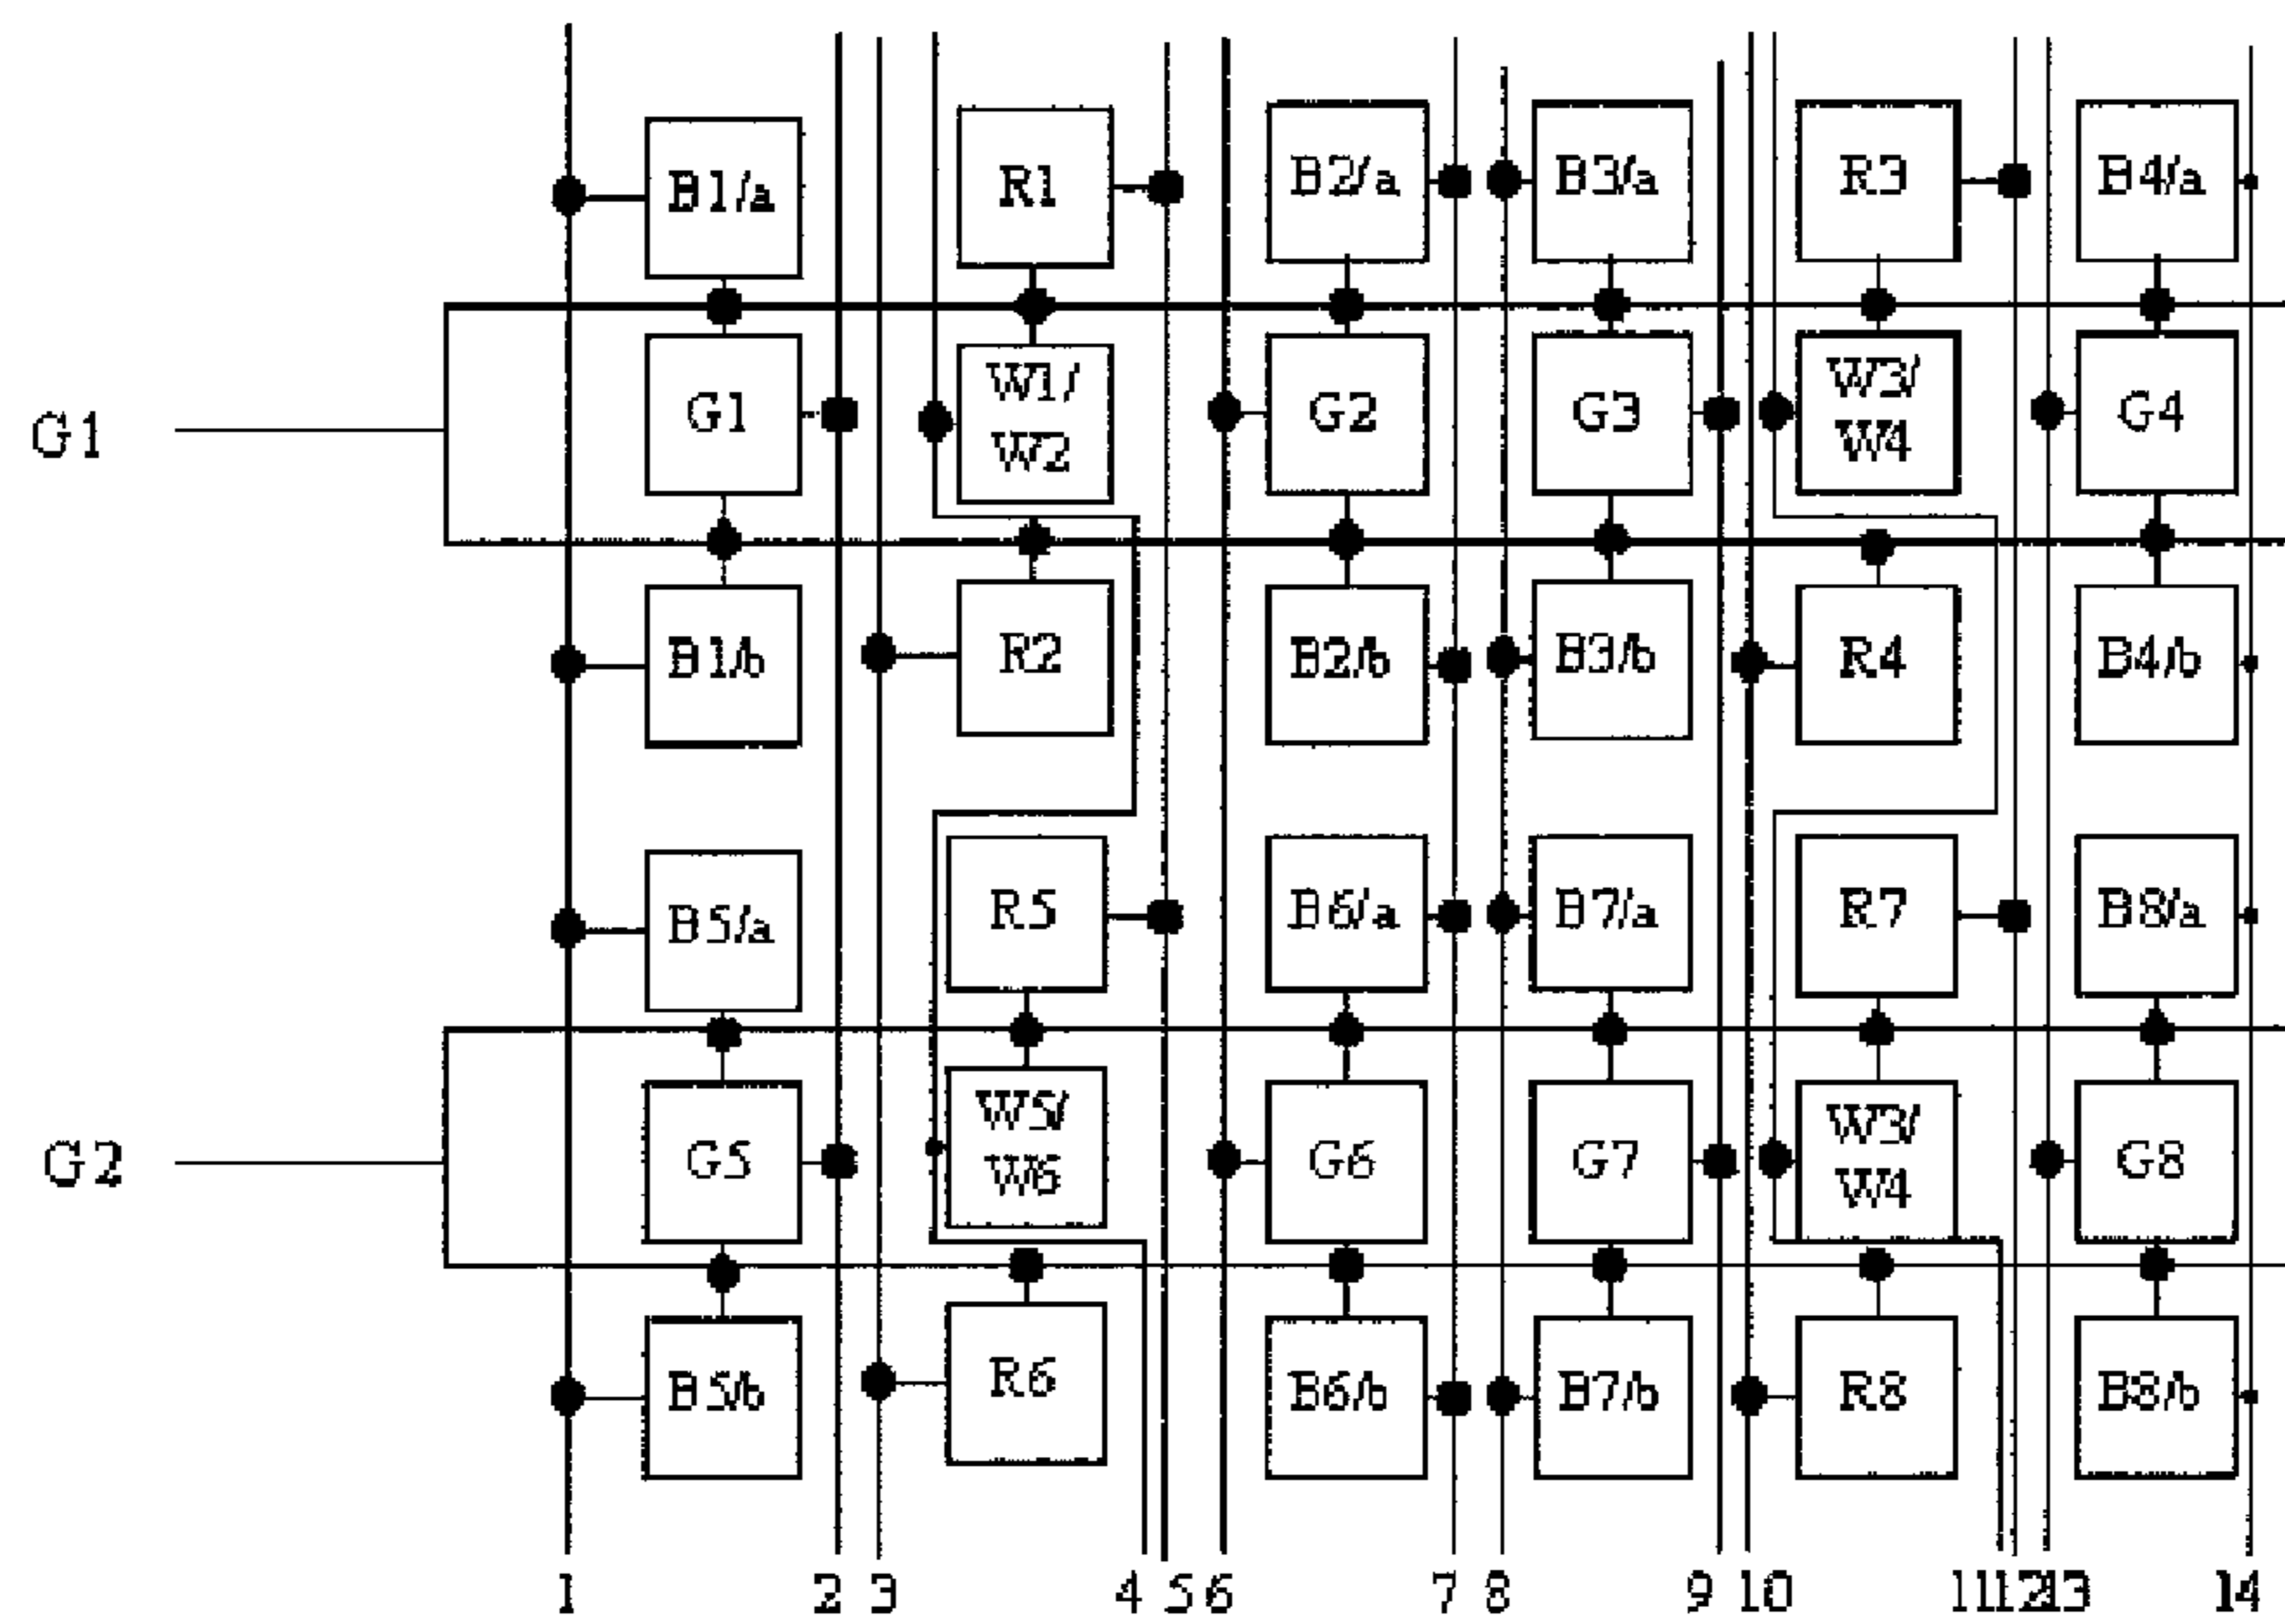 B1/a R1 B2/a B3/a R3 B4/a
G1
G1 W1/ G2 G3 W3/ G4
W2 W4
B1/b R2 B2/b B3/b R4 B4/b
B5/a R5 B6/a B7/a R7 B8/a
G2
G5 W5/ G6 G7 W3/ G8
W6 W4
B5/b R6 B6/b B7/b R8 B8/b
1 2 3 4 5 6 7 8 9 10 11 12 13 14